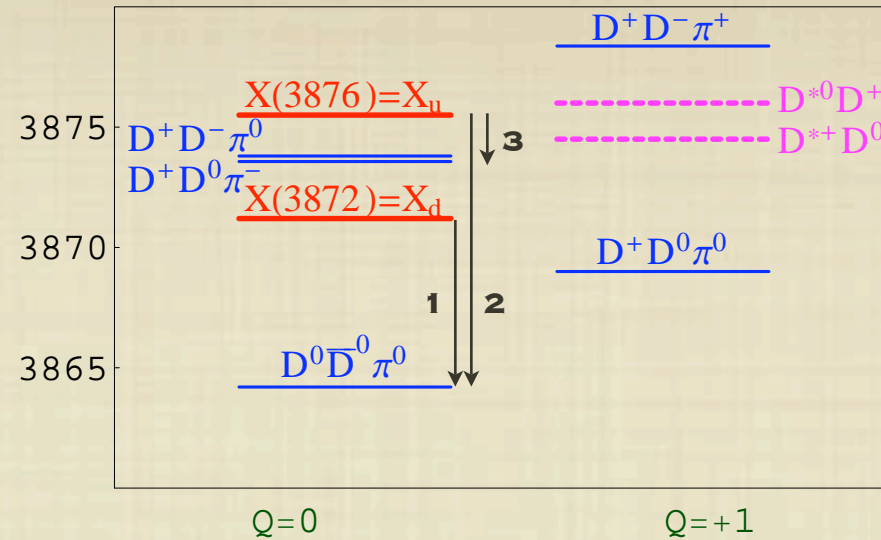 D⁺D⁻π⁺
X(3876)=Xᵤ
D*⁰D⁺
3875
D⁺D⁻π⁰
3
D*⁺D⁰
D⁺D⁰π⁻
X(3872)=X_d
3870
D⁺D⁰π⁰
1
2
D⁰D̅⁰π⁰
3865
Q=0
Q=+1